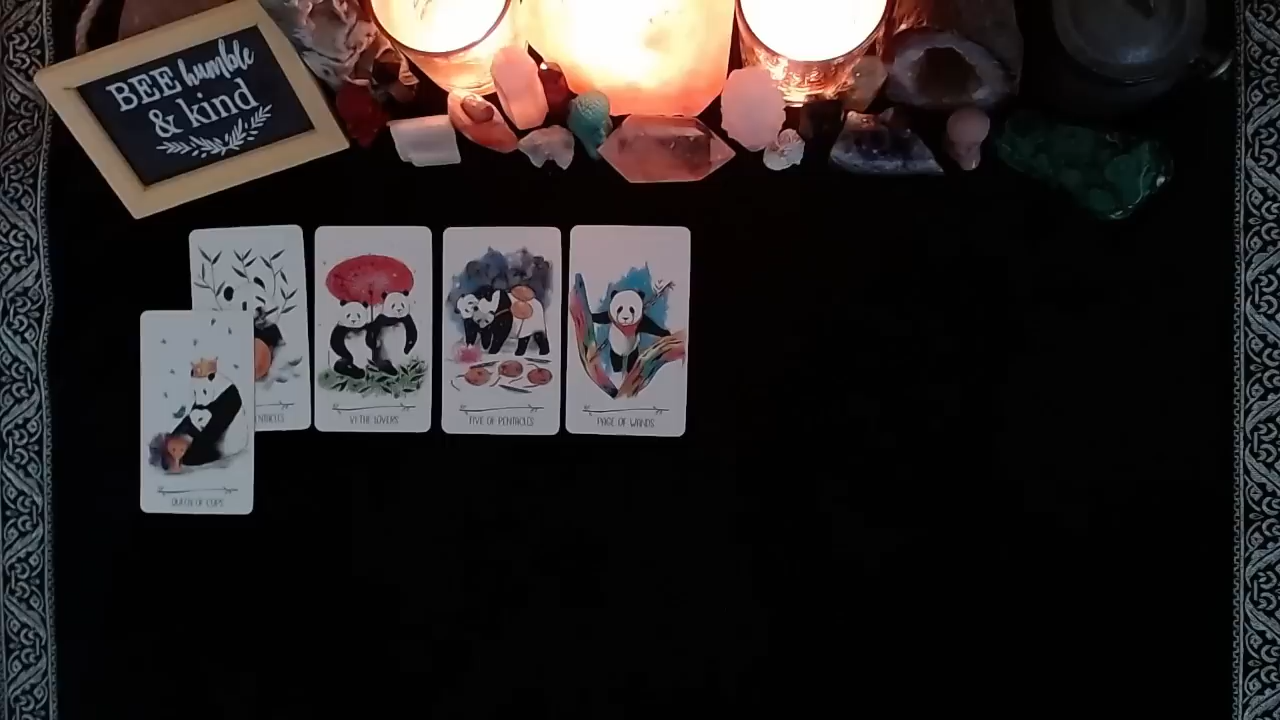 BEE humble
& kind
VI THE LOVERS
FIVE OF PENTACLES
PAGE OF WANDS
QUEEN OF CUPS